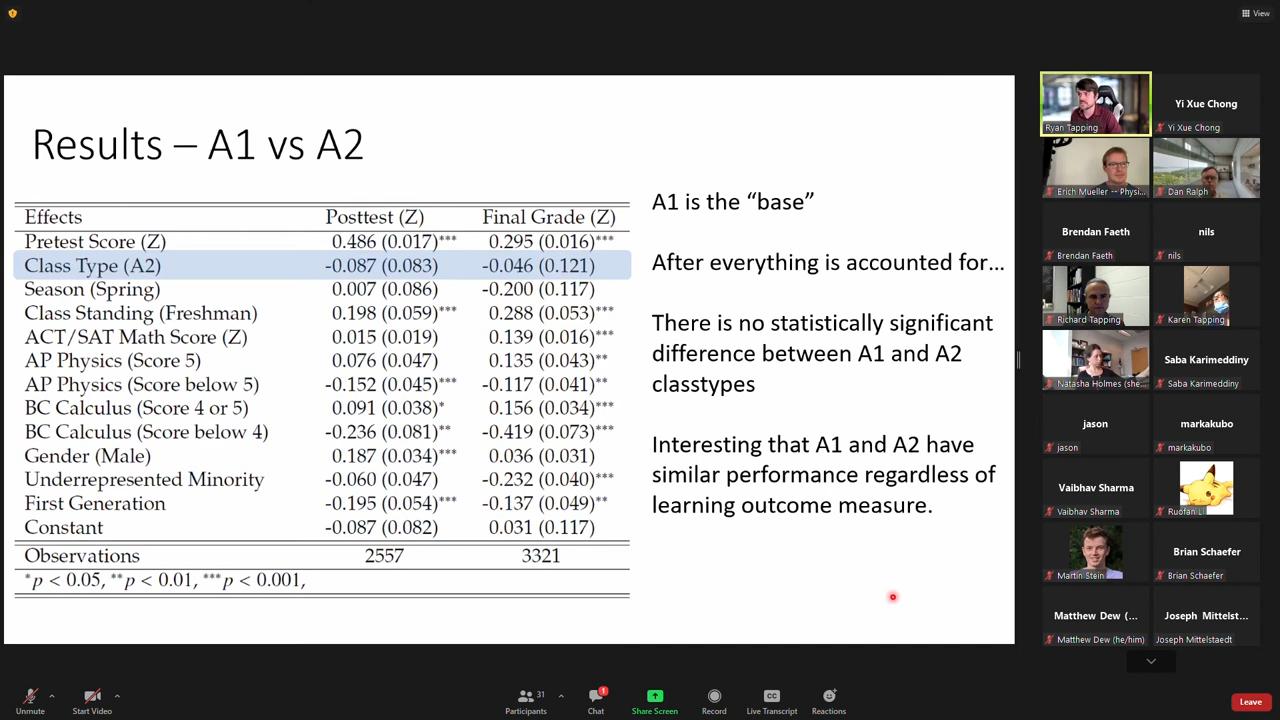 View
Results – A1 vs A2
Effects Posttest (Z) Final Grade (Z)
Pretest Score (Z) 0.486 (0.017)*** 0.295 (0.016)***
Class Type (A2) -0.087 (0.083) -0.046 (0.121)
Season (Spring) 0.007 (0.086) -0.200 (0.117)
Class Standing (Freshman) 0.198 (0.059)*** 0.288 (0.053)***
ACT/SAT Math Score (Z) 0.015 (0.019) 0.139 (0.016)***
AP Physics (Score 5) 0.076 (0.047) 0.135 (0.043)**
AP Physics (Score below 5) -0.152 (0.045)*** -0.117 (0.041)**
BC Calculus (Score 4 or 5) 0.091 (0.038)* 0.156 (0.034)***
BC Calculus (Score below 4) -0.236 (0.081)** -0.419 (0.073)***
Gender (Male) 0.187 (0.034)*** 0.036 (0.031)
Underrepresented Minority -0.060 (0.047) -0.232 (0.040)***
First Generation -0.195 (0.054)*** -0.137 (0.049)**
Constant -0.087 (0.082) 0.031 (0.117)
Observations 2557 3321
*p < 0.05, **p < 0.01, ***p < 0.001,
A1 is the “base”
After everything is accounted for…
There is no statistically significant
difference between A1 and A2
classtypes
Interesting that A1 and A2 have
similar performance regardless of
learning outcome measure.
Ryan Tapping
Yi Xue Chong
Yi Xue Chong
Erich Mueller -- Physi...
Dan Ralph
Brendan Faeth
Brendan Faeth
nils
nils
Richard Tapping
Karen Tapping
Natasha Holmes (she...
Saba Karimeddiny
Saba Karimeddiny
jason
jason
markakubo
markakubo
Vaibhav Sharma
Vaibhav Sharma
Ruofan LI
Martin Stein
Brian Schaefer
Brian Schaefer
Matthew Dew (...
Matthew Dew (he/him)
Joseph Mittelst...
Joseph Mittelstaedt
Unmute
Start Video
31
Participants
1
Chat
Share Screen
Record
CC
Live Transcript
Reactions
Leave